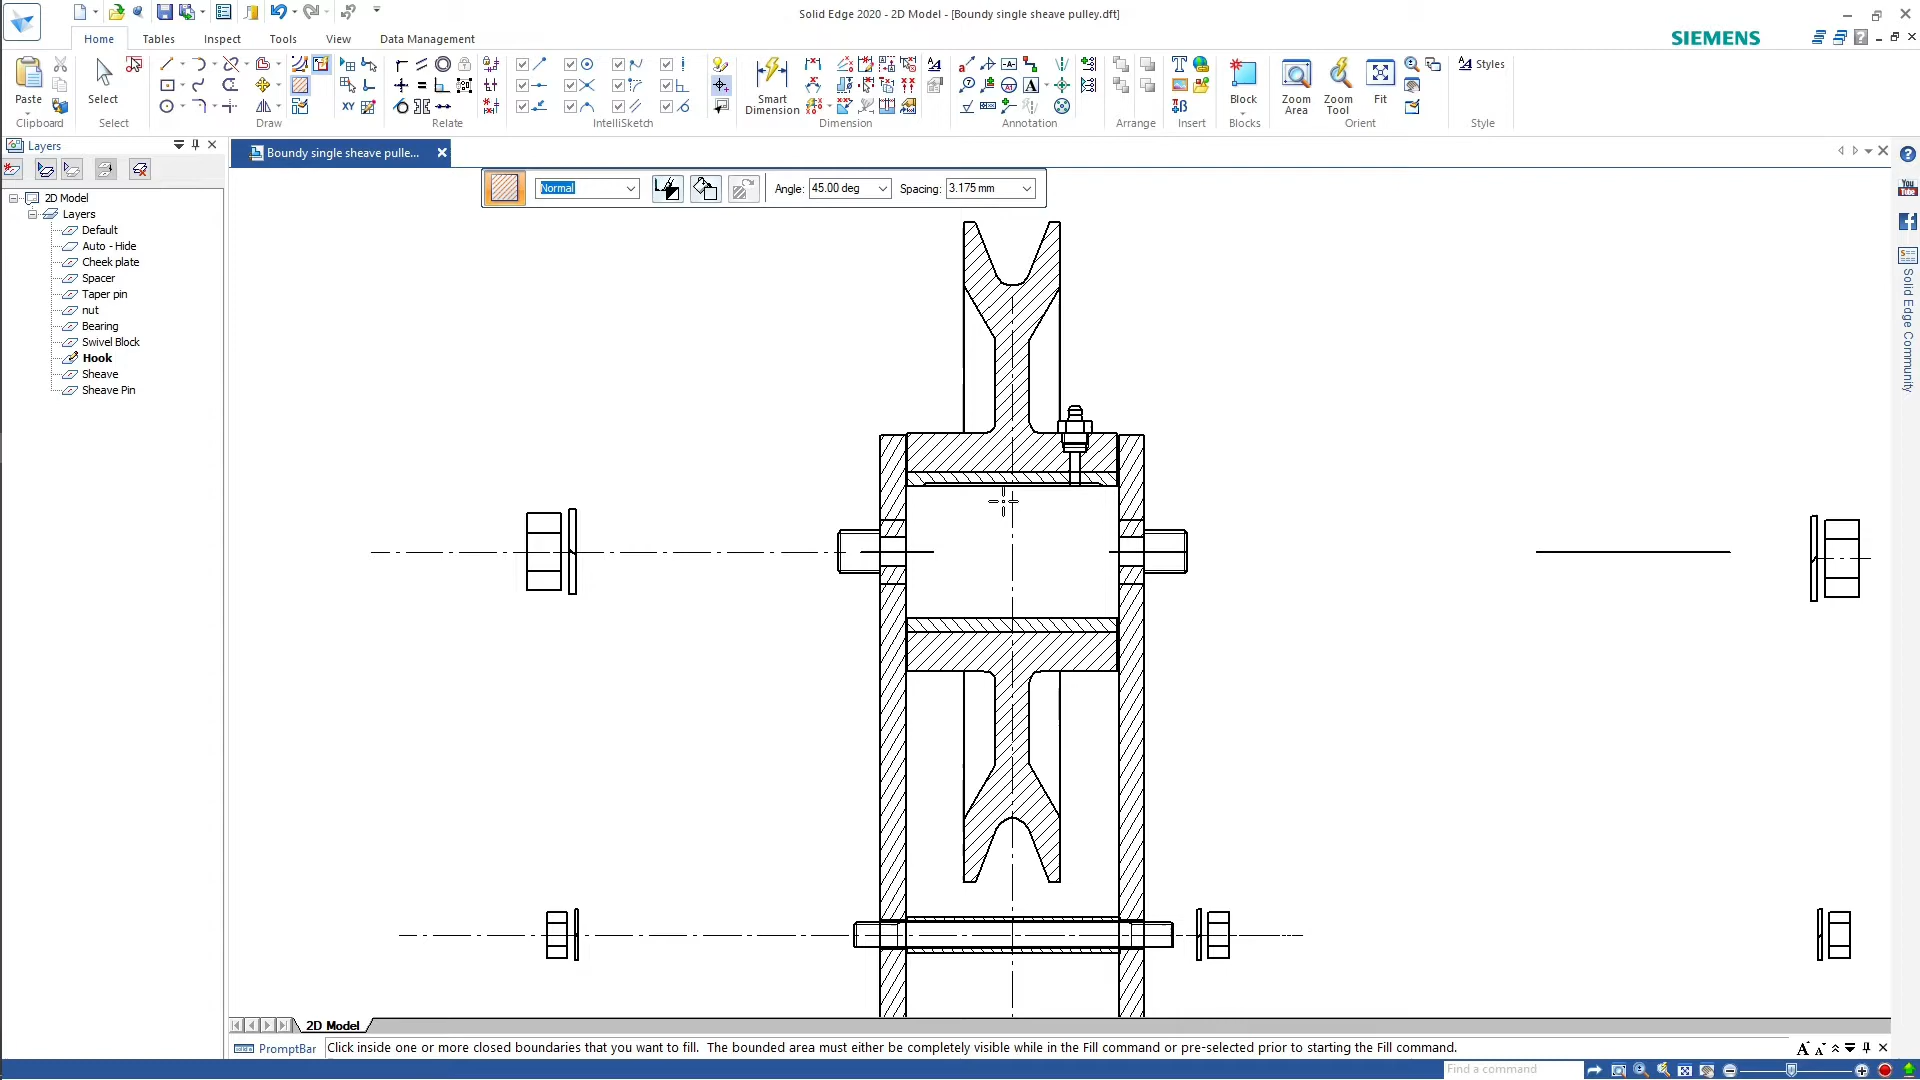 Solid Edge 2020 - 2D Model - [Boundy single sheave pulley.dft]
Home Tables Inspect Tools View Data Management
SIEMENS
Paste
Clipboard
Select
Select
Draw
Relate
IntelliSketch
Smart Dimension
Dimension
Annotation
Arrange
Insert
Block
Blocks
Zoom Area
Zoom Tool
Fit
Orient
Styles
Style
Layers
2D Model
Layers
Default
Auto - Hide
Cheek plate
Spacer
Taper pin
nut
Bearing
Swivel Block
Hook
Sheave
Sheave Pin
Boundy single sheave pulle...
Normal
Angle: 45.00 deg
Spacing: 3.175 mm
You
Solid Edge Community
2D Model
PromptBar
Click inside one or more closed boundaries that you want to fill. The bounded area must either be completely visible while in the Fill command or pre-selected prior to starting the Fill command.
Find a command